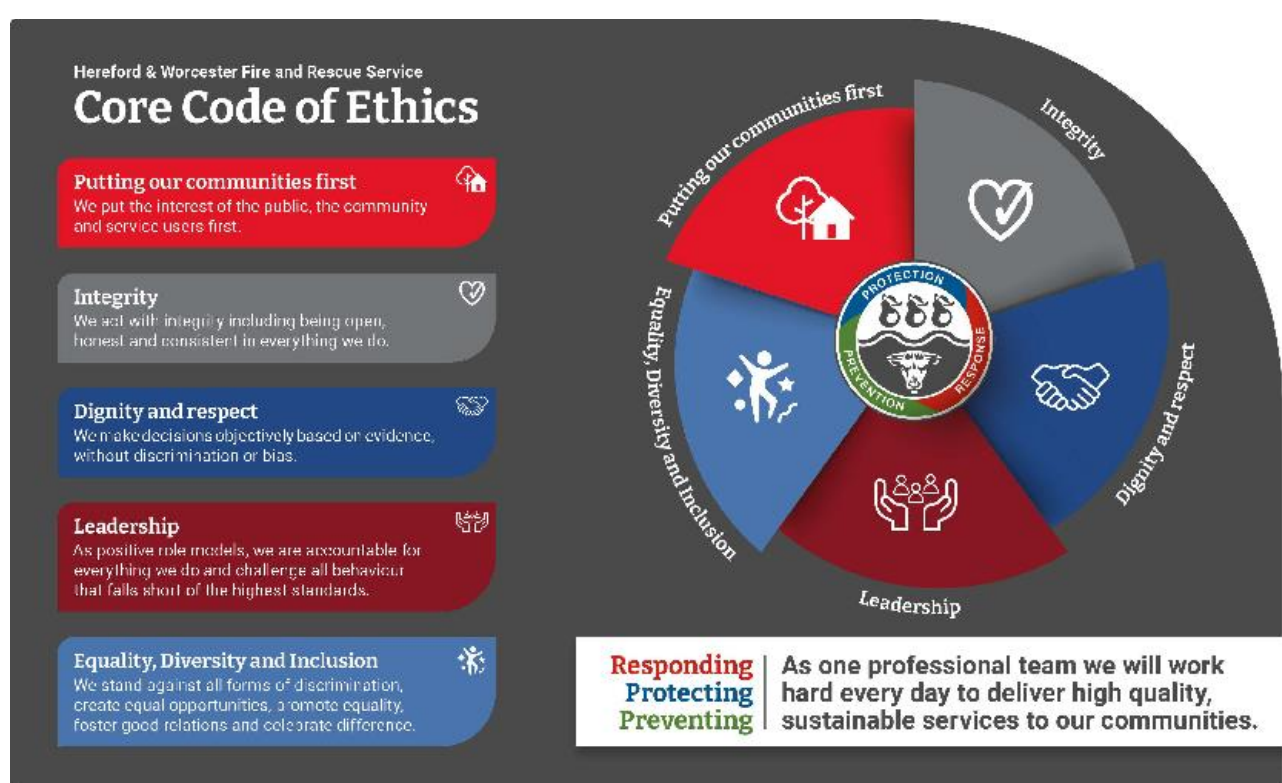 Hereford & Worcester Fire and Rescue Service
Core Code of Ethics
Putting our communities first
We put the interest of the public, the community
and service users first.
Integrity
We act with integrity including being open,
honest and consistent in everything we do.
Dignity and respect
We make decisions objectively based on evidence,
without discrimination or bias.
Leadership
As positive role models, we are accountable for
everything we do and challenge all behaviour
that falls short of the highest standards.
Equality, Diversity and Inclusion
We stand against all forms of discrimination,
create equal opportunities, promote equality,
foster good relations and celebrate difference.
Putting our communities first
Integrity
Dignity and respect
Leadership
Equality, Diversity and Inclusion
PROTECTION
RESPONSE
PREVENTION
Responding
Protecting
Preventing
As one professional team we will work
hard every day to deliver high quality,
sustainable services to our communities.